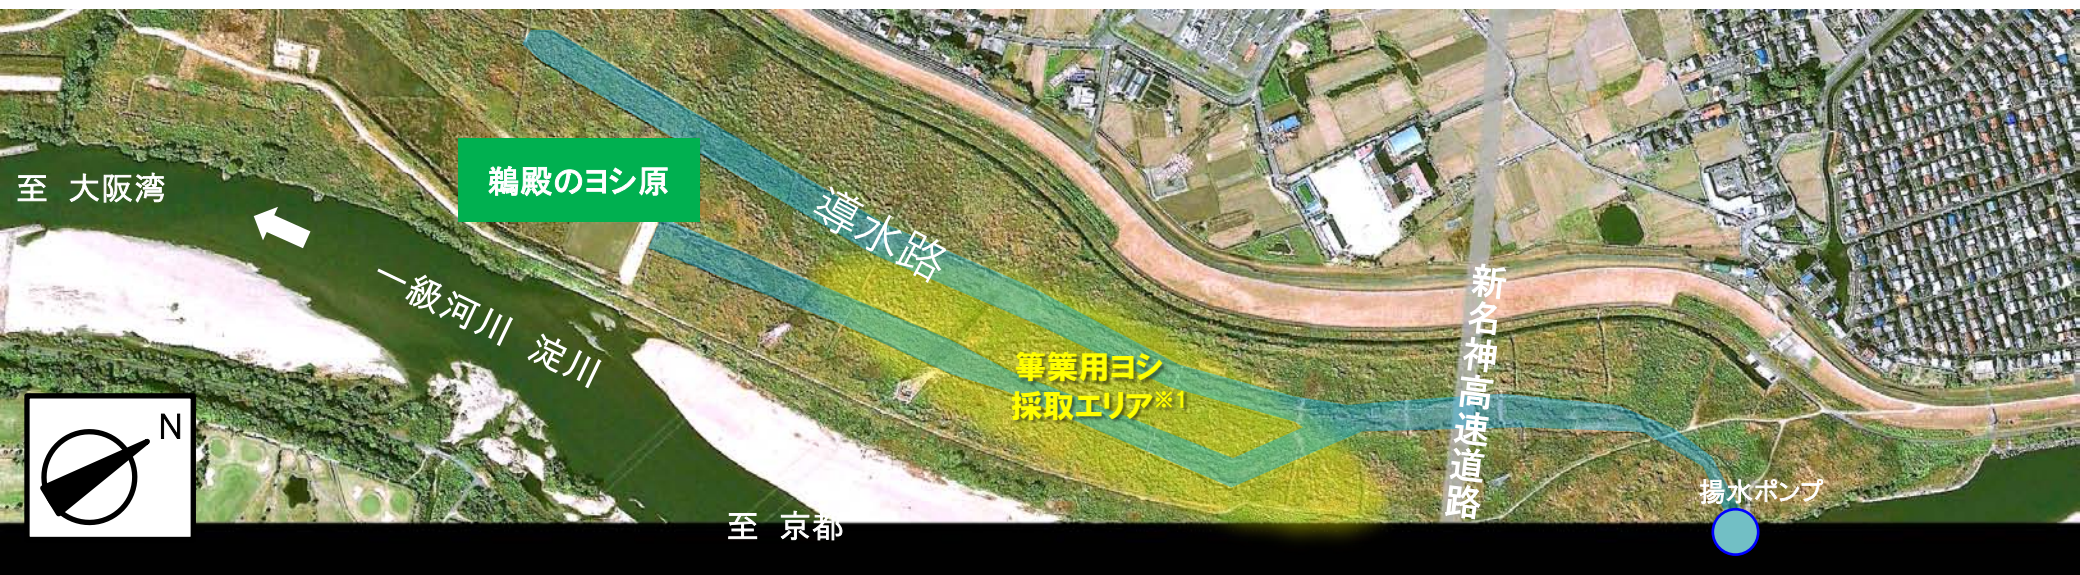 鵜殿のヨシ原
至　大阪湾
導水路
一級河川　淀川
新名神高速道路
篳篥用ヨシ
採取エリア※1
N
揚水ポンプ
至　京都